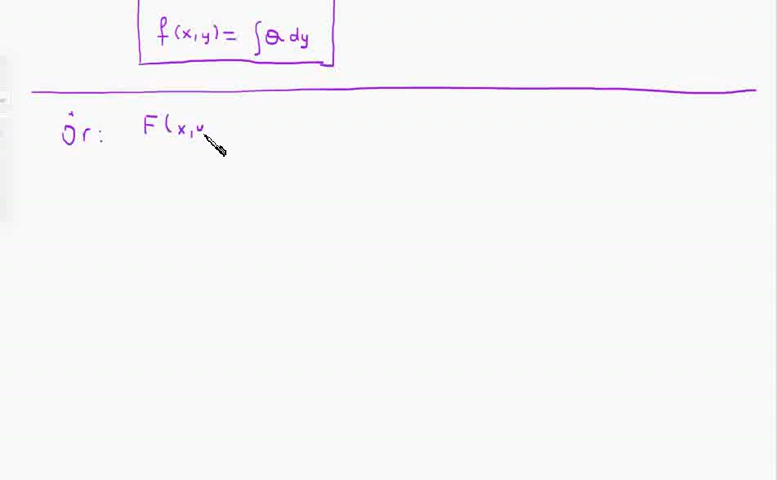 f(x,y) = ∫Q dy
Ör: F(x,y